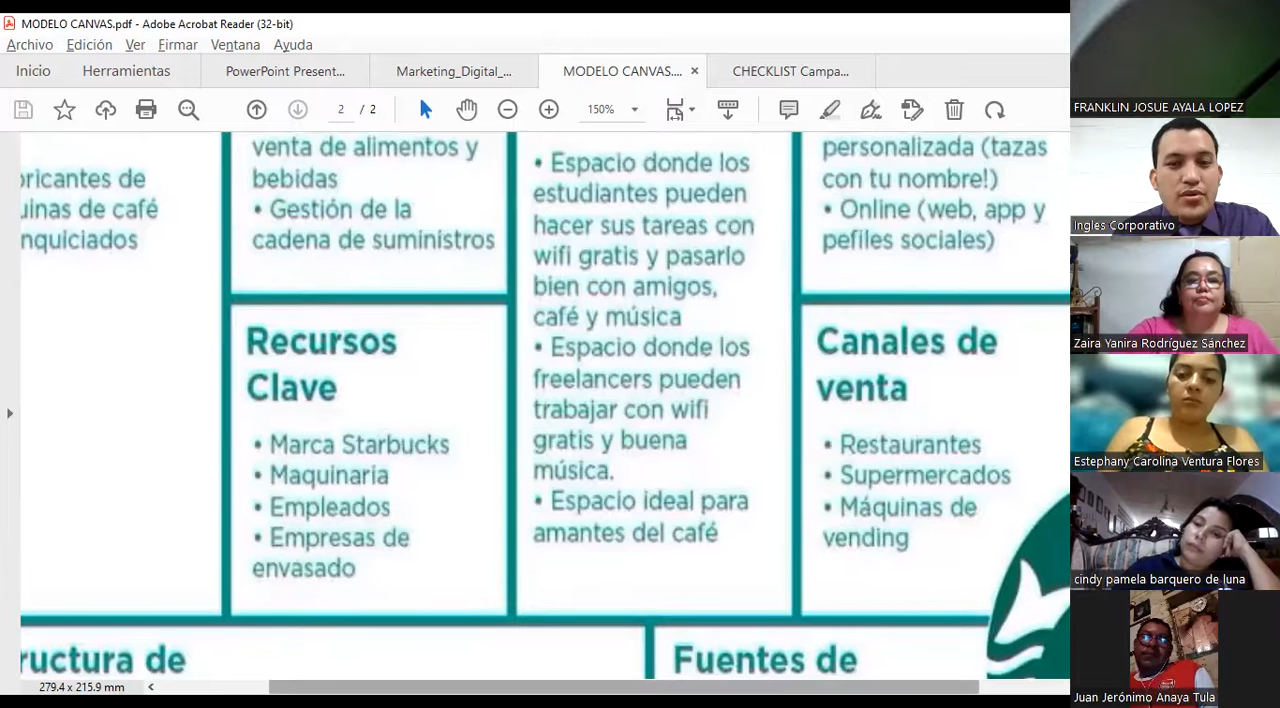 MODELO CANVAS.pdf - Adobe Acrobat Reader (32-bit)
Archivo Edición Ver Firmar Ventana Ayuda
Inicio Herramientas PowerPoint Present... Marketing_Digital_... MODELO CANVAS.... × CHECKLIST Campa...
2 / 2 150%
bricantes de
uinas de café
nquiciados
venta de alimentos y
bebidas
• Gestión de la
cadena de suministros
Recursos
Clave
• Marca Starbucks
• Maquinaria
• Empleados
• Empresas de
envasado
• Espacio donde los
estudiantes pueden
hacer sus tareas con
wifi gratis y pasarlo
bien con amigos,
café y música
• Espacio donde los
freelancers pueden
trabajar con wifi
gratis y buena
música.
• Espacio ideal para
amantes del café
personalizada (tazas
con tu nombre!)
• Online (web, app y
pefiles sociales)
Canales de
venta
• Restaurantes
• Supermercados
• Máquinas de
vending
ructura de
Fuentes de
279.4 x 215.9 mm
FRANKLIN JOSUE AYALA LOPEZ
Ingles Corporativo
Zaira Yanira Rodríguez Sánchez
Estephany Carolina Ventura Flores
cindy pamela barquero de luna
Juan Jerónimo Anaya Tula